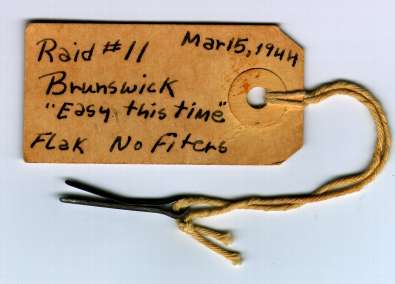 Raid #11 Mar 15, 1944
Brunswick
"Easy this time"
Flak No Fiters